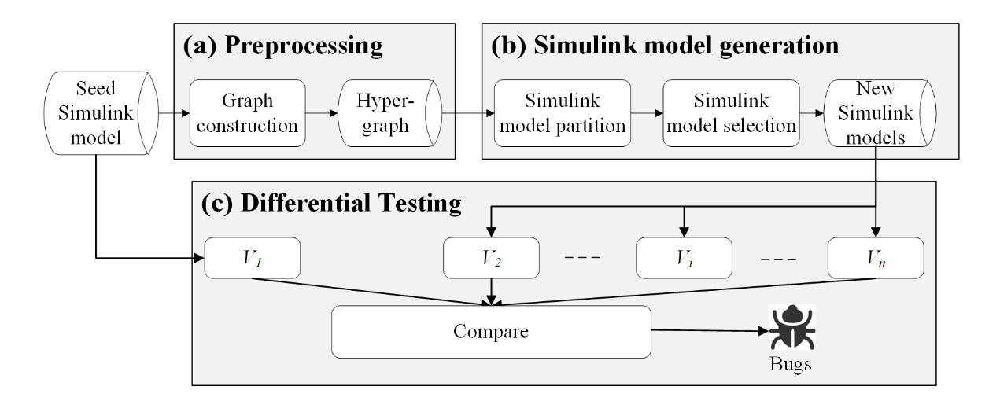 (a) Preprocessing
(b) Simulink model generation
Seed
Simulink
model
Graph
construction
Hyper-
graph
Simulink
model partition
Simulink
model selection
New
Simulink
models
(c) Differential Testing
V1
V2
Vi
Vn
Compare
Bugs